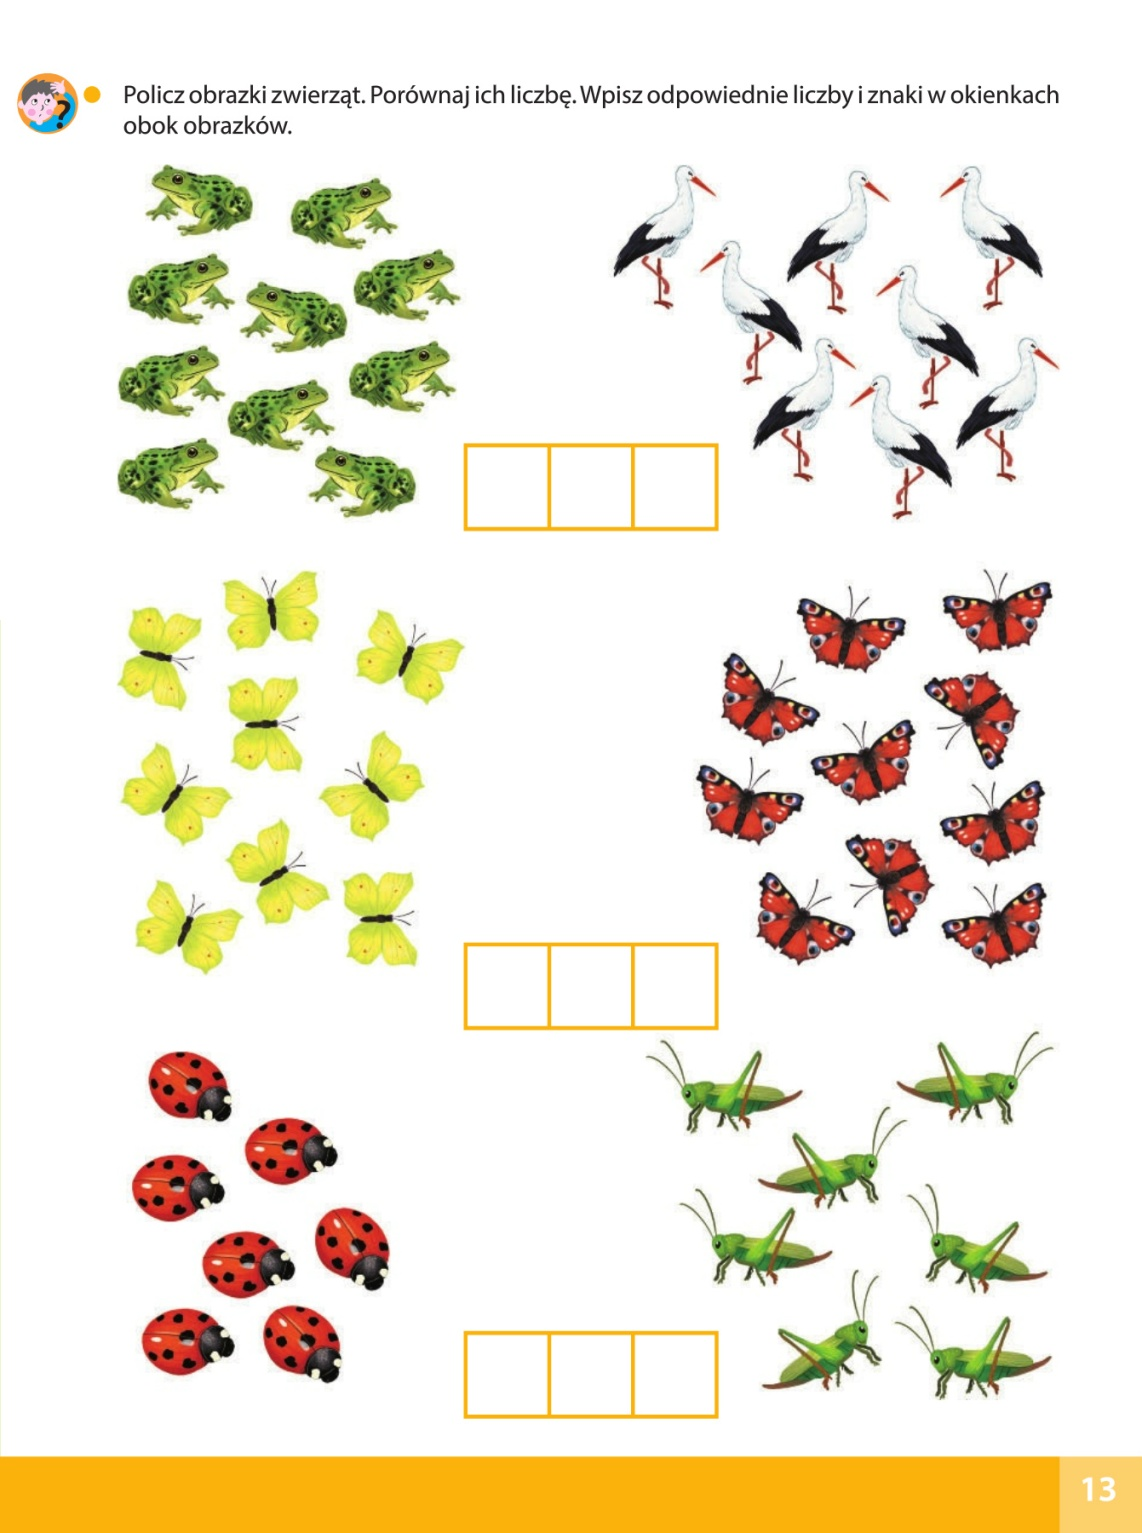 Policz obrazki zwierząt. Porównaj ich liczbę. Wpisz odpowiednie liczby i znaki w okienkach
obok obrazków.
13